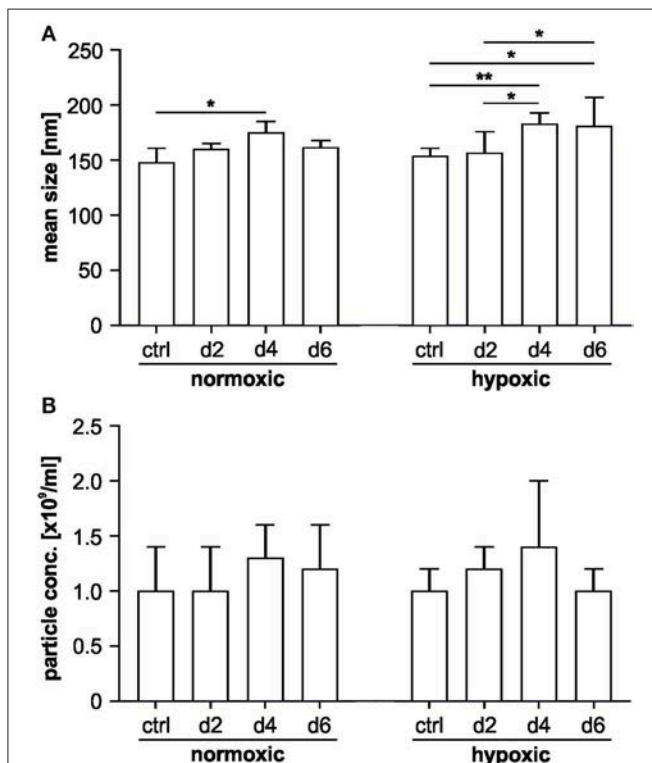 A
mean size [nm]
250
200
150
100
50
0
*
*
*
**
*
ctrl d2 d4 d6 ctrl d2 d4 d6
normoxic hypoxic
B
particle conc. [x10⁹/ml]
2.5
2.0
1.5
1.0
0.5
0
ctrl d2 d4 d6 ctrl d2 d4 d6
normoxic hypoxic